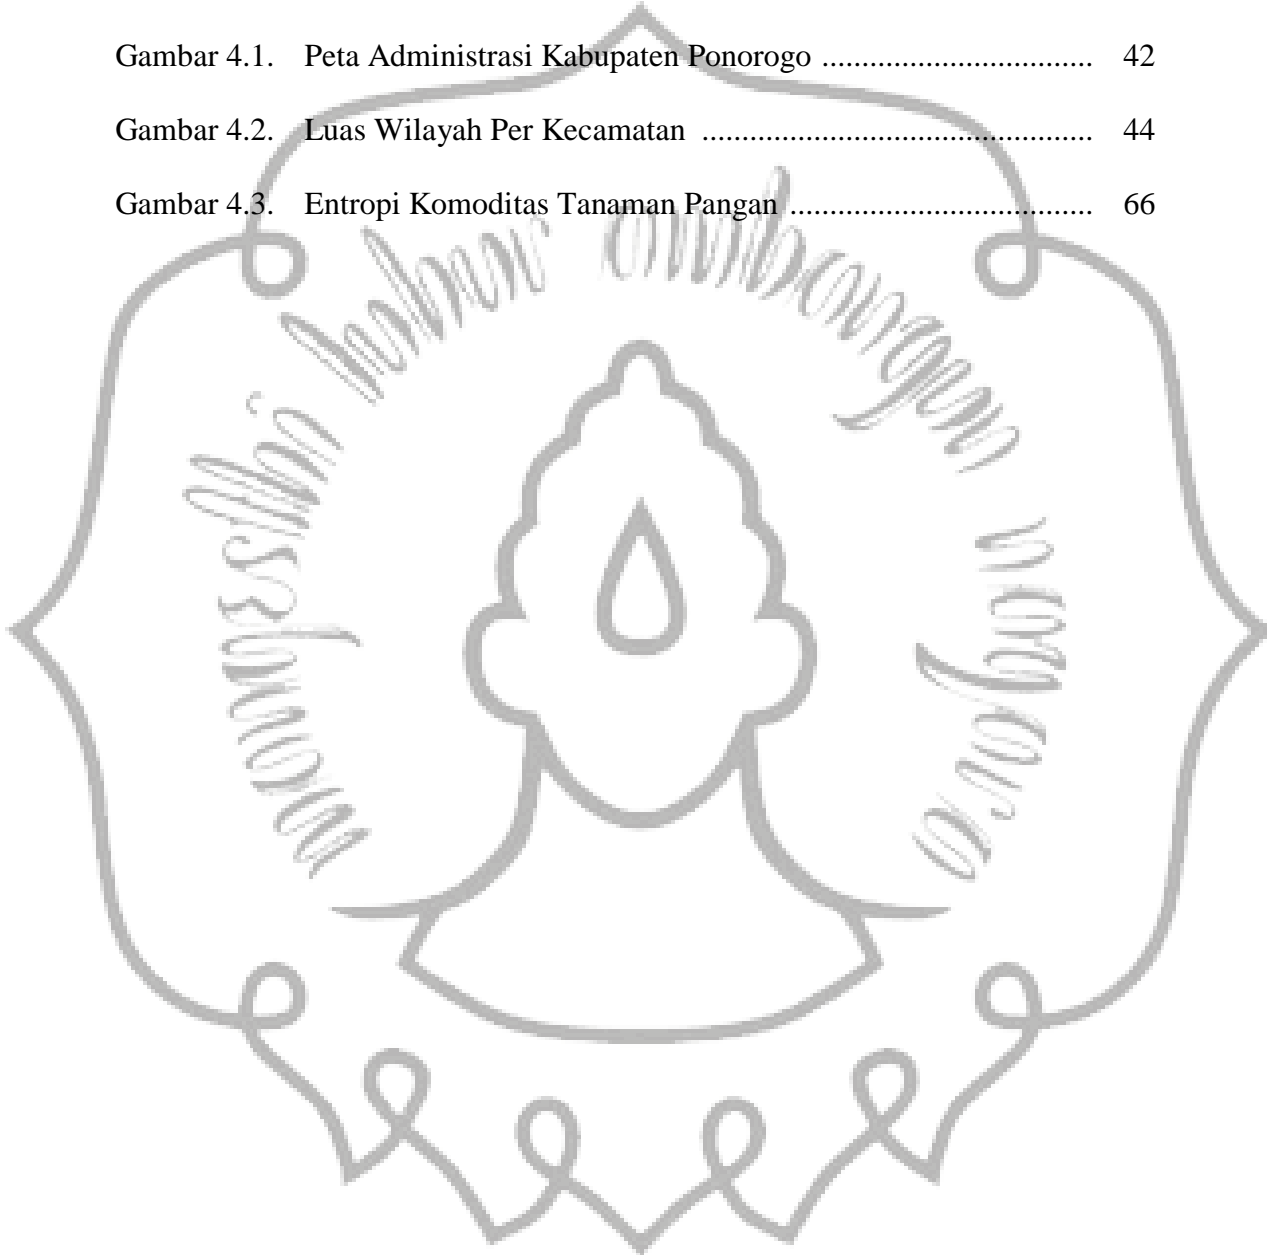 Gambar 4.1. Peta Administrasi Kabupaten Ponorogo .................................. 42
Gambar 4.2. Luas Wilayah Per Kecamatan ................................................. 44
Gambar 4.3. Entropi Komoditas Tanaman Pangan ...................................... 66